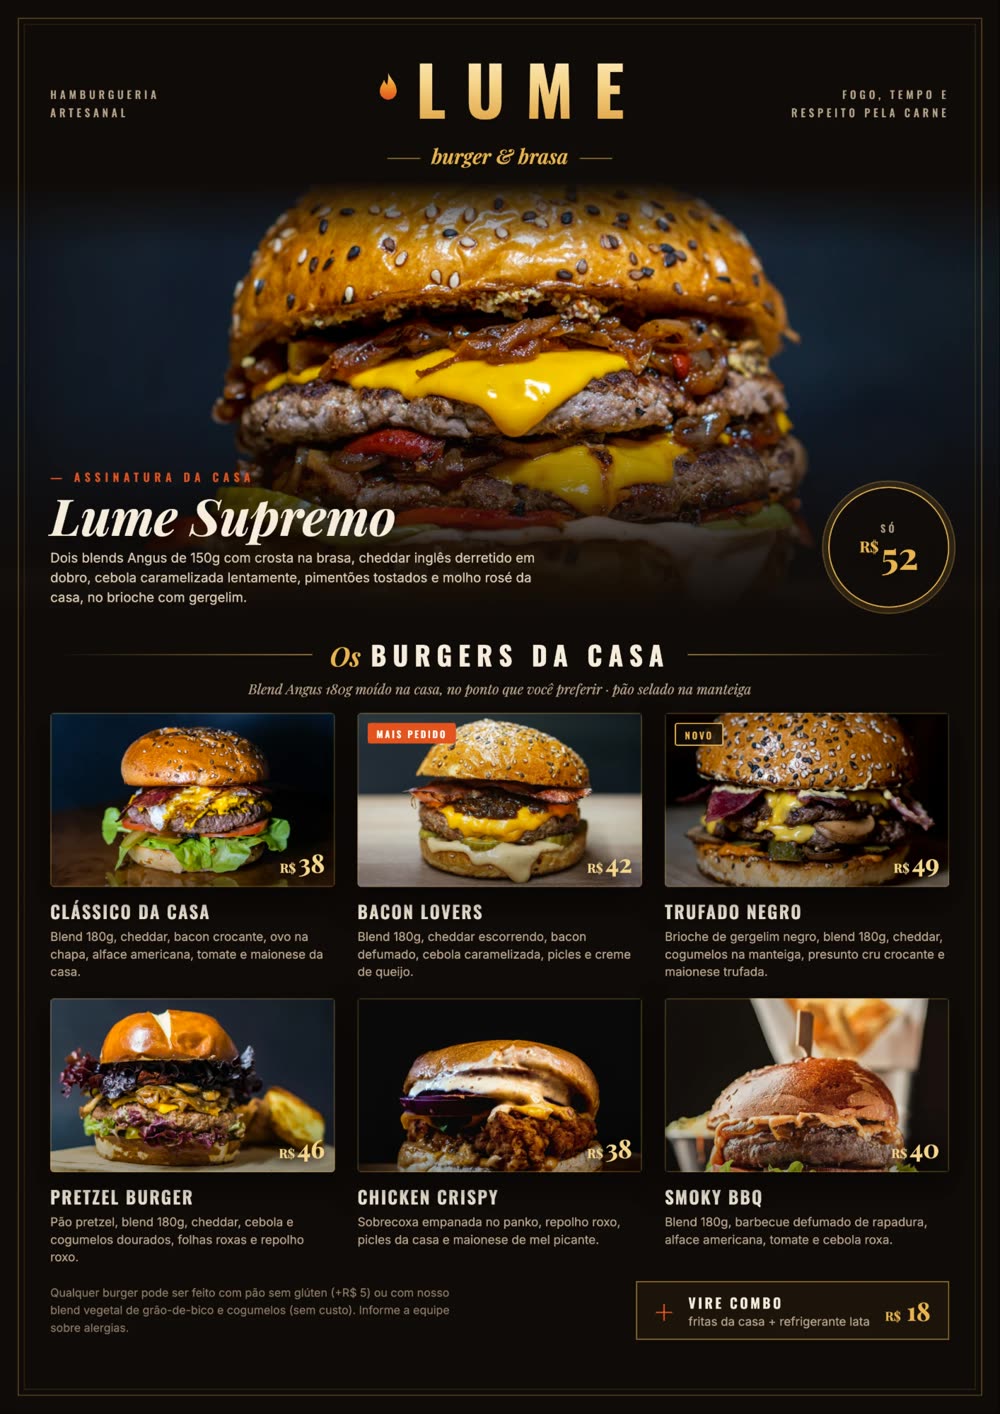 HAMBURGUERIA
ARTESANAL
LUME
burger & brasa
FOGO, TEMPO E
RESPEITO PELA CARNE
— ASSINATURA DA CASA
Lume Supremo
Dois blends Angus de 150g com crosta na brasa, cheddar inglês derretido em
dobro, cebola caramelizada lentamente, pimentões tostados e molho rosé da
casa, no brioche com gergelim.
SÓ
R$ 52
Os BURGERS DA CASA
Blend Angus 180g moído na casa, no ponto que você preferir · pão selado na manteiga
R$ 38
CLÁSSICO DA CASA
Blend 180g, cheddar, bacon crocante, ovo na
chapa, alface americana, tomate e maionese da
casa.
MAIS PEDIDO
R$ 42
BACON LOVERS
Blend 180g, cheddar escorrendo, bacon
defumado, cebola caramelizada, picles e creme
de queijo.
NOVO
R$ 49
TRUFADO NEGRO
Brioche de gergelim negro, blend 180g, cheddar,
cogumelos na manteiga, presunto cru crocante e
maionese trufada.
R$ 46
PRETZEL BURGER
Pão pretzel, blend 180g, cheddar, cebola e
cogumelos dourados, folhas roxas e repolho
roxo.
R$ 38
CHICKEN CRISPY
Sobrecoxa empanada no panko, repolho roxo,
picles da casa e maionese de mel picante.
R$ 40
SMOKY BBQ
Blend 180g, barbecue defumado de rapadura,
alface americana, tomate e cebola roxa.
Qualquer burger pode ser feito com pão sem glúten (+R$ 5) ou com nosso
blend vegetal de grão-de-bico e cogumelos (sem custo). Informe a equipe
sobre alergias.
+ VIRE COMBO
fritas da casa + refrigerante lata
R$ 18